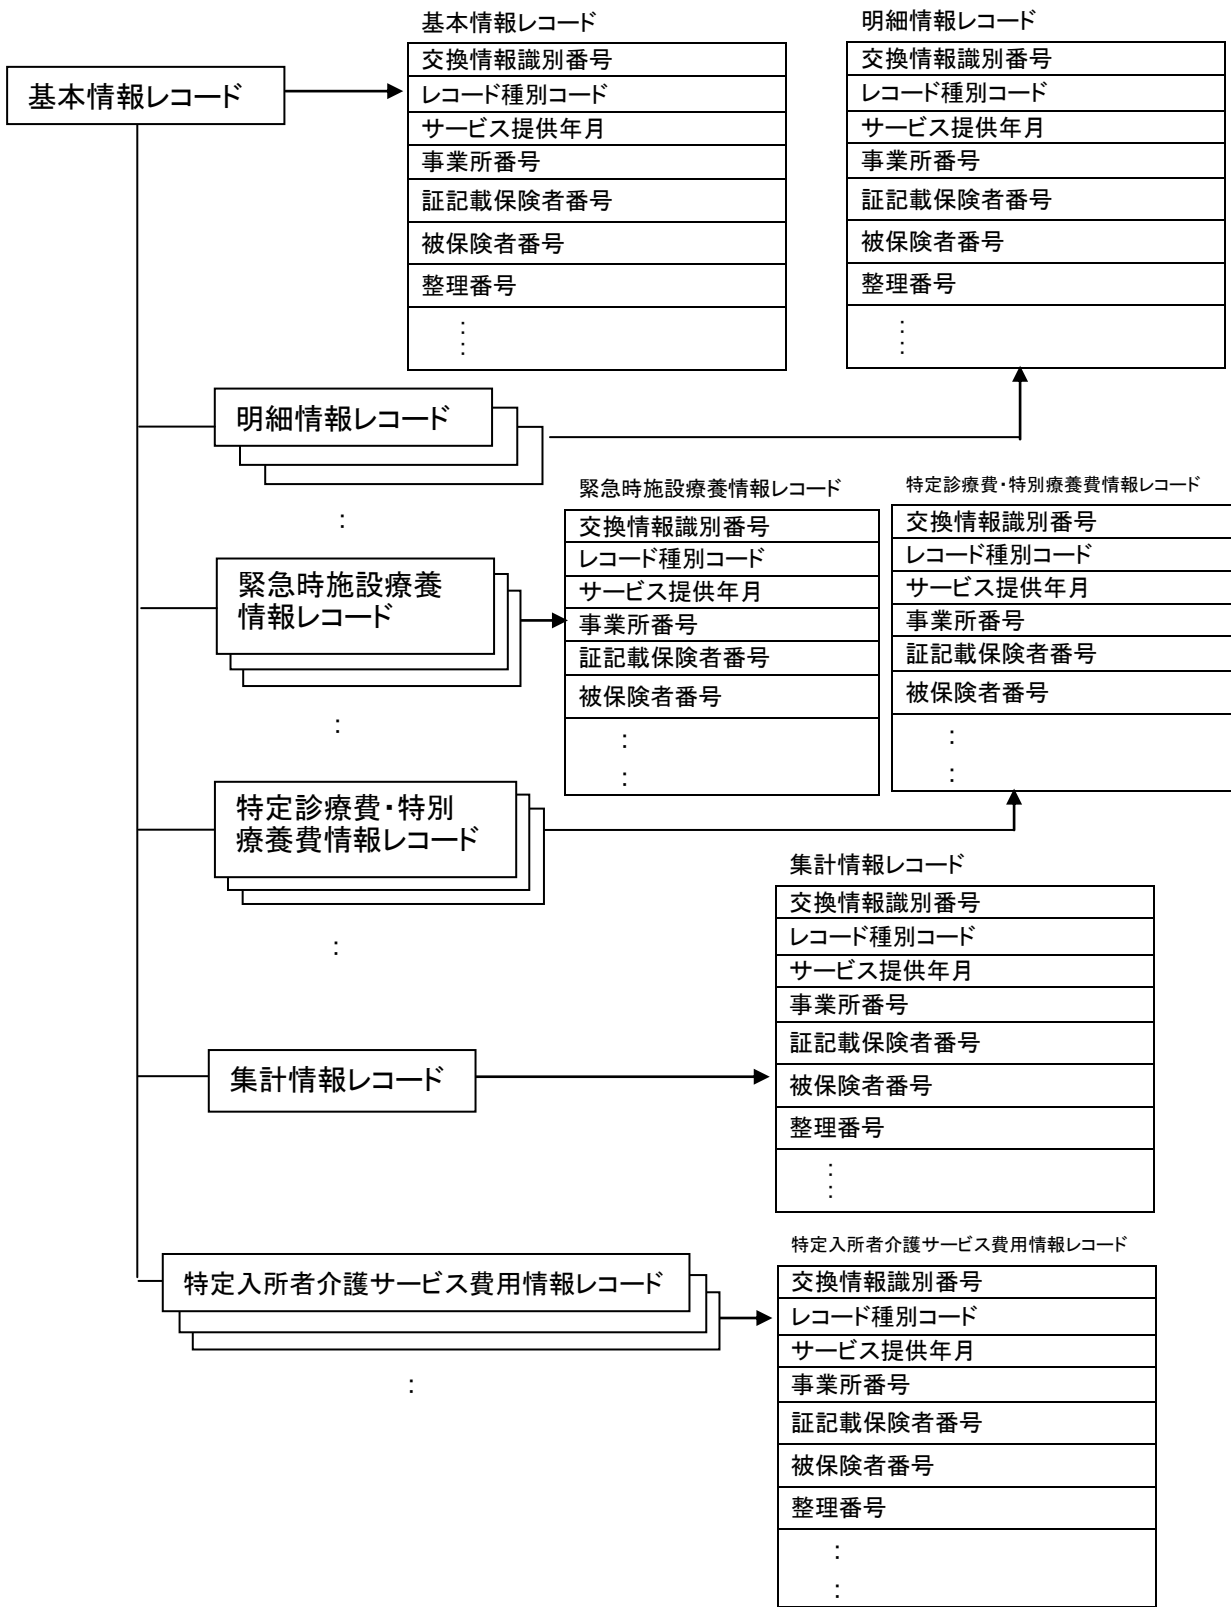 基本情報レコード
基本情報レコード
交換情報識別番号
レコード種別コード
サービス提供年月
事業所番号
証記載保険者番号
被保険者番号
整理番号
：
：
明細情報レコード
交換情報識別番号
レコード種別コード
サービス提供年月
事業所番号
証記載保険者番号
被保険者番号
整理番号
：
：
明細情報レコード
：
緊急時施設療養
情報レコード
：
緊急時施設療養情報レコード
交換情報識別番号
レコード種別コード
サービス提供年月
事業所番号
証記載保険者番号
被保険者番号
：
：
特定診療費・特別療養費情報レコード
交換情報識別番号
レコード種別コード
サービス提供年月
事業所番号
証記載保険者番号
被保険者番号
：
：
特定診療費・特別
療養費情報レコード
：
集計情報レコード
集計情報レコード
交換情報識別番号
レコード種別コード
サービス提供年月
事業所番号
証記載保険者番号
被保険者番号
整理番号
：
：
特定入所者介護サービス費用情報レコード
：
特定入所者介護サービス費用情報レコード
交換情報識別番号
レコード種別コード
サービス提供年月
事業所番号
証記載保険者番号
被保険者番号
整理番号
：
：